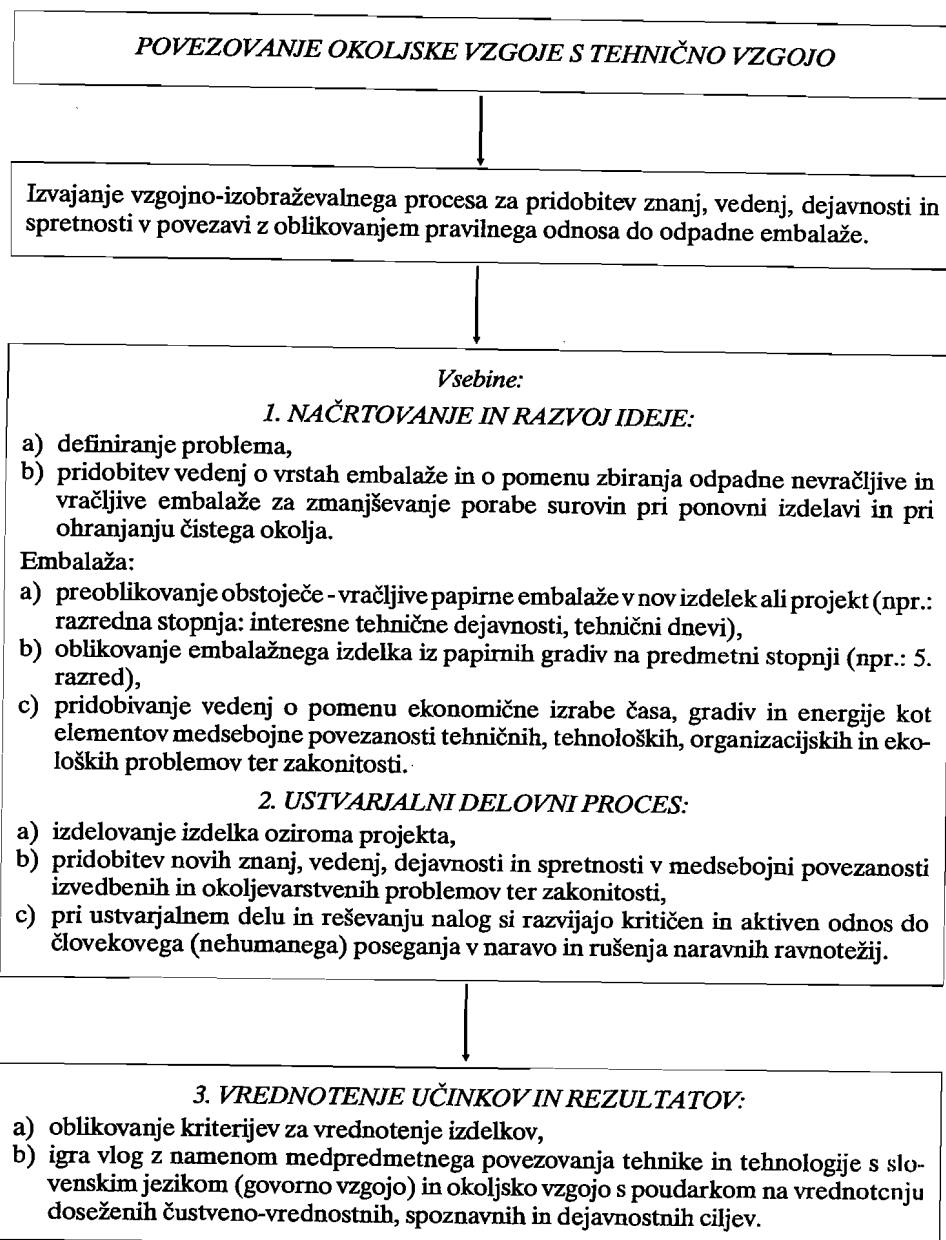 POVEZOVANJE OKOLJSKE VZGOJE S TEHNIČNO VZGOJO
Izvajanje vzgojno-izobraževalnega procesa za pridobitev znanj, vedenj, dejavnosti in
spretnosti v povezavi z oblikovanjem pravilnega odnosa do odpadne embalaže.
Vsebine:
1. NAČRTOVANJE IN RAZVOJ IDEJE:
a) definiranje problema,
b) pridobitev vedenj o vrstah embalaže in o pomenu zbiranja odpadne nevračljive in
vračljive embalaže za zmanjševanje porabe surovin pri ponovni izdelavi in pri
ohranjanju čistega okolja.
Embalaža:
a) preoblikovanje obstoječe - vračljive papirne embalaže v nov izdelek ali projekt (npr.:
razredna stopnja: interesne tehnične dejavnosti, tehnični dnevi),
b) oblikovanje embalažnega izdelka iz papirnih gradiv na predmetni stopnji (npr.: 5.
razred),
c) pridobivanje vedenj o pomenu ekonomične izrabe časa, gradiv in energije kot
elementov medsebojne povezanosti tehničnih, tehnoloških, organizacijskih in eko-
loških problemov ter zakonitosti.
2. USTVARJALNI DELOVNI PROCES:
a) izdelovanje izdelka oziroma projekta,
b) pridobitev novih znanj, vedenj, dejavnosti in spretnosti v medsebojni povezanosti
izvedbenih in okoljevarstvenih problemov ter zakonitosti,
c) pri ustvarjalnem delu in reševanju nalog si razvijajo kritičen in aktiven odnos do
človekovega (nehumanega) poseganja v naravo in rušenja naravnih ravnotežij.
3. VREDNOTENJE UČINKOV IN REZULTATOV:
a) oblikovanje kriterijev za vrednotenje izdelkov,
b) igra vlog z namenom medpredmetnega povezovanja tehnike in tehnologije s slo-
venskim jezikom (govorno vzgojo) in okoljsko vzgojo s poudarkom na vrednotenju
doseženih čustveno-vrednostnih, spoznavnih in dejavnostnih ciljev.